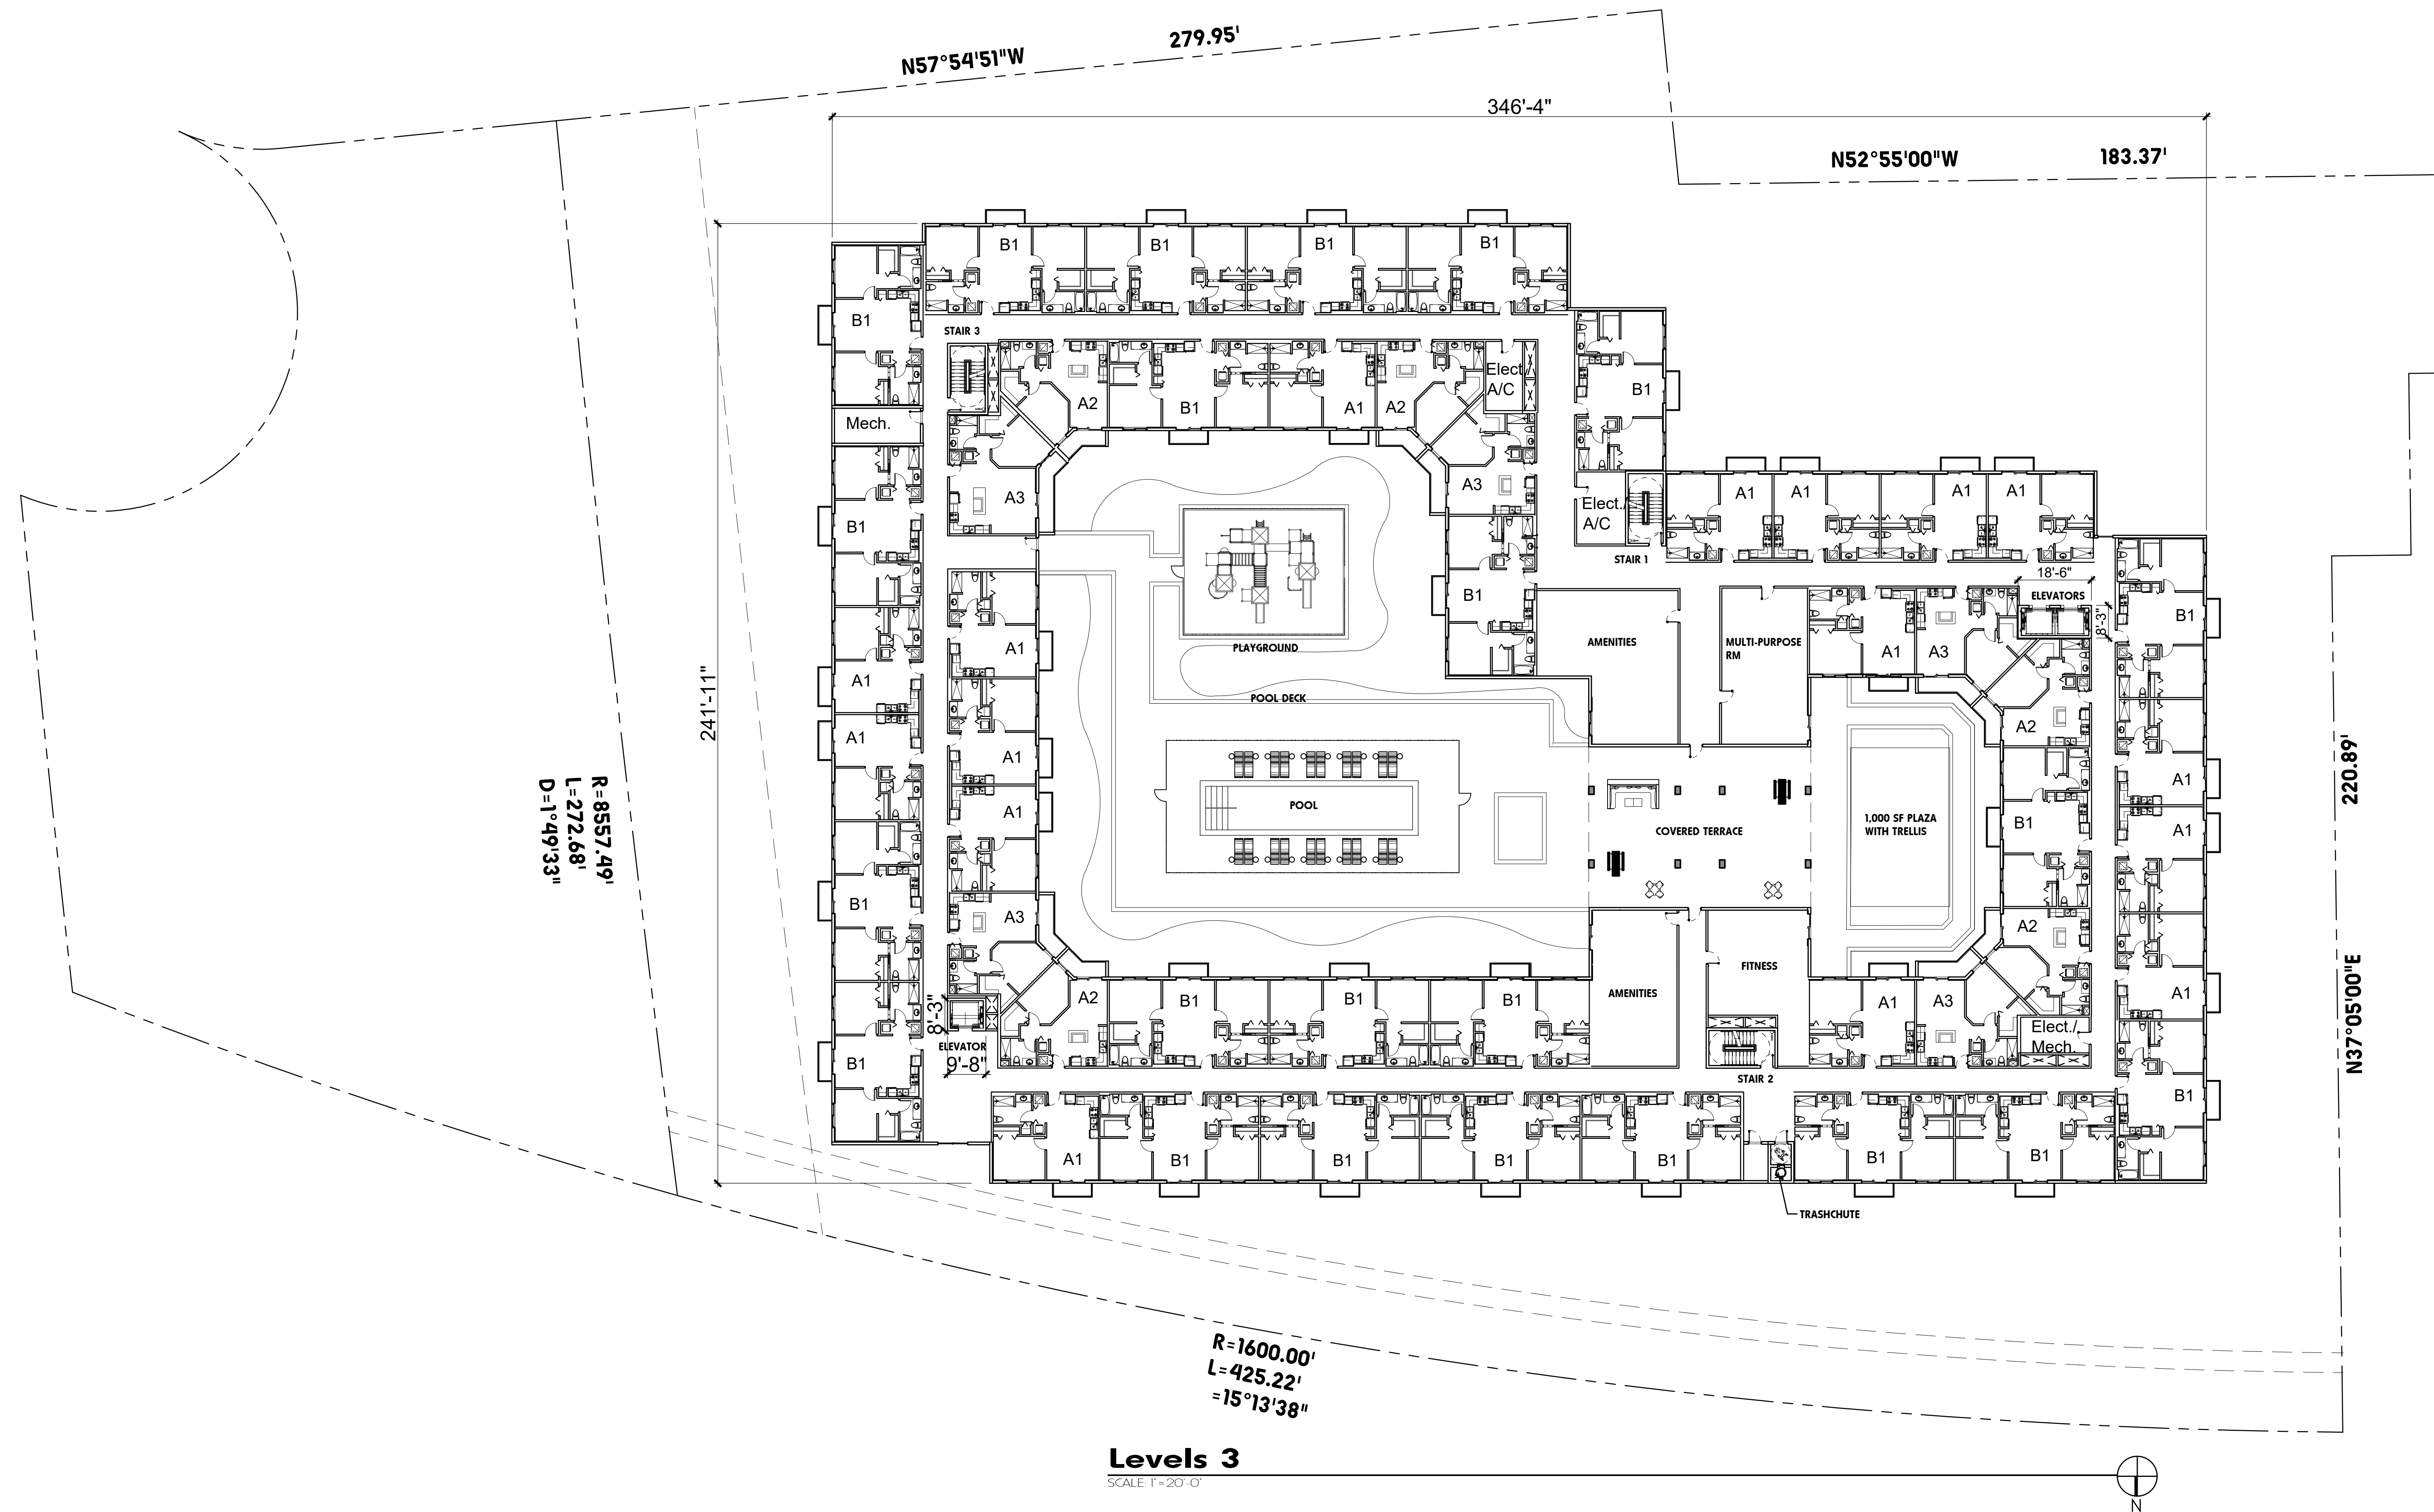 N57°54'51"W
279.95'
346'-4"
N52°55'00"W
183.37'
B1
B1
B1
B1
B1
STAIR 3
Elect.
A/C
B1
A2
B1
A1
A2
Mech.
A3
A3
B1
Elect./
A/C
A1
A1
A1
A1
STAIR 1
18'-6"
ELEVATORS
8'-3"
B1
B1
A1
PLAYGROUND
AMENITIES
MULTI-PURPOSE
RM
A1
A3
A1
241'-11"
POOL DECK
A2
A1
A1
A1
A1
POOL
B1
A1
COVERED TERRACE
1,000 SF PLAZA
WITH TRELLIS
220.89'
R=8557.49'
L=272.68'
D=1°49'33"
B1
A3
A2
FITNESS
AMENITIES
A2
B1
B1
B1
A1
A3
A1
8'-3"
ELEVATOR
9'-8"
Elect./
Mech.
N37°05'00"E
B1
STAIR 2
B1
A1
B1
B1
B1
B1
B1
B1
TRASHCHUTE
R=1600.00'
L=425.22'
=15°13'38"
Levels 3
SCALE: 1" = 20'-0"
N